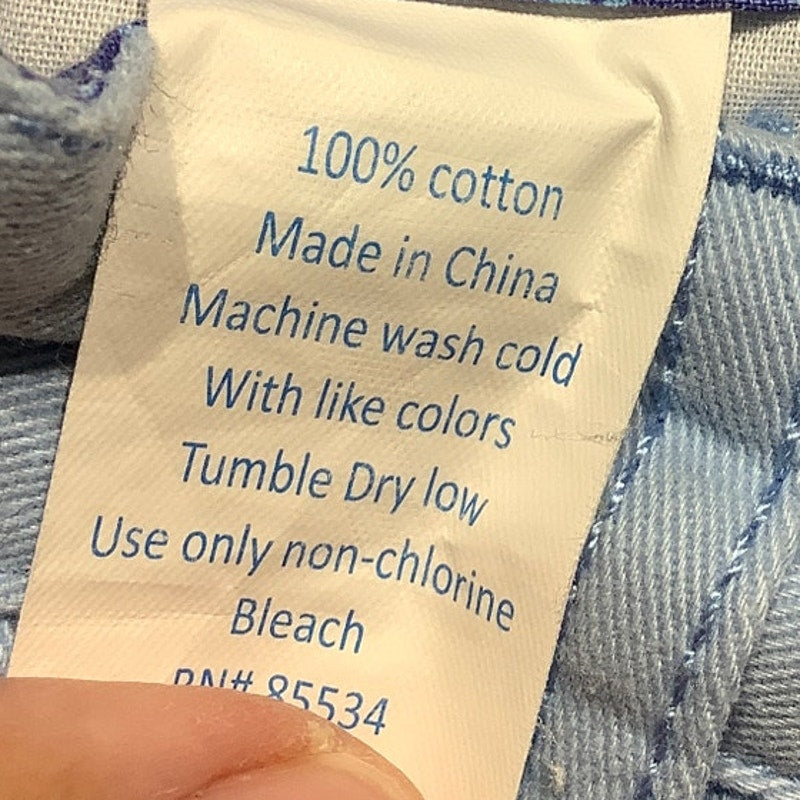 100% cotton
Made in China
Machine wash cold
With like colors
Tumble Dry low
Use only non-chlorine
Bleach
RN# 85534